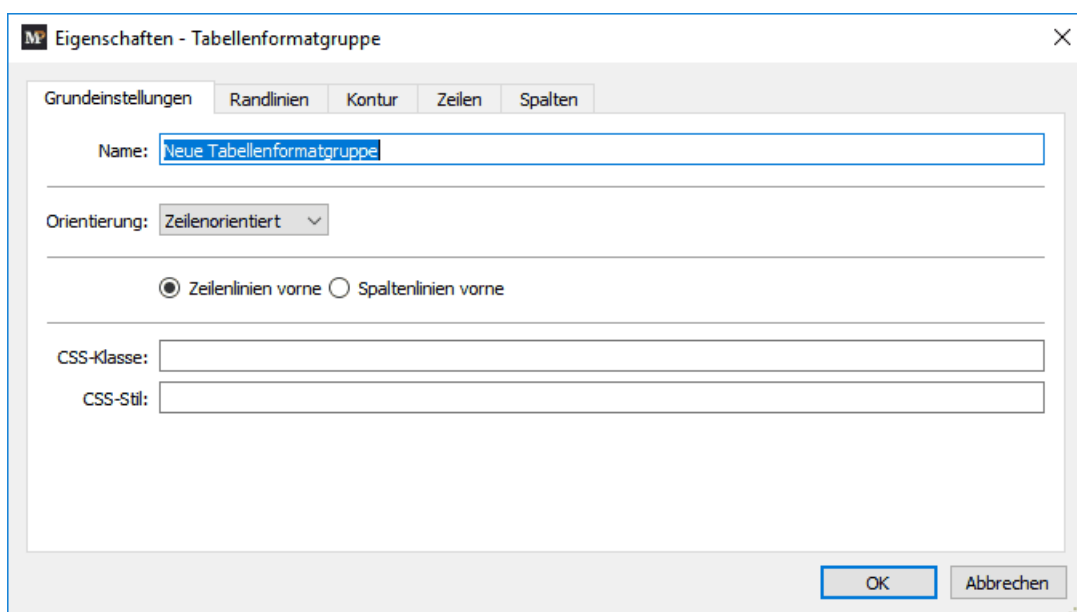 MP Eigenschaften - Tabellenformatgruppe
Grundeinstellungen Randlinien Kontur Zeilen Spalten
Name: Neue Tabellenformatgruppe
Orientierung: Zeilenorientiert
Zeilenlinien vorne Spaltenlinien vorne
CSS-Klasse:
CSS-Stil:
OK Abbrechen